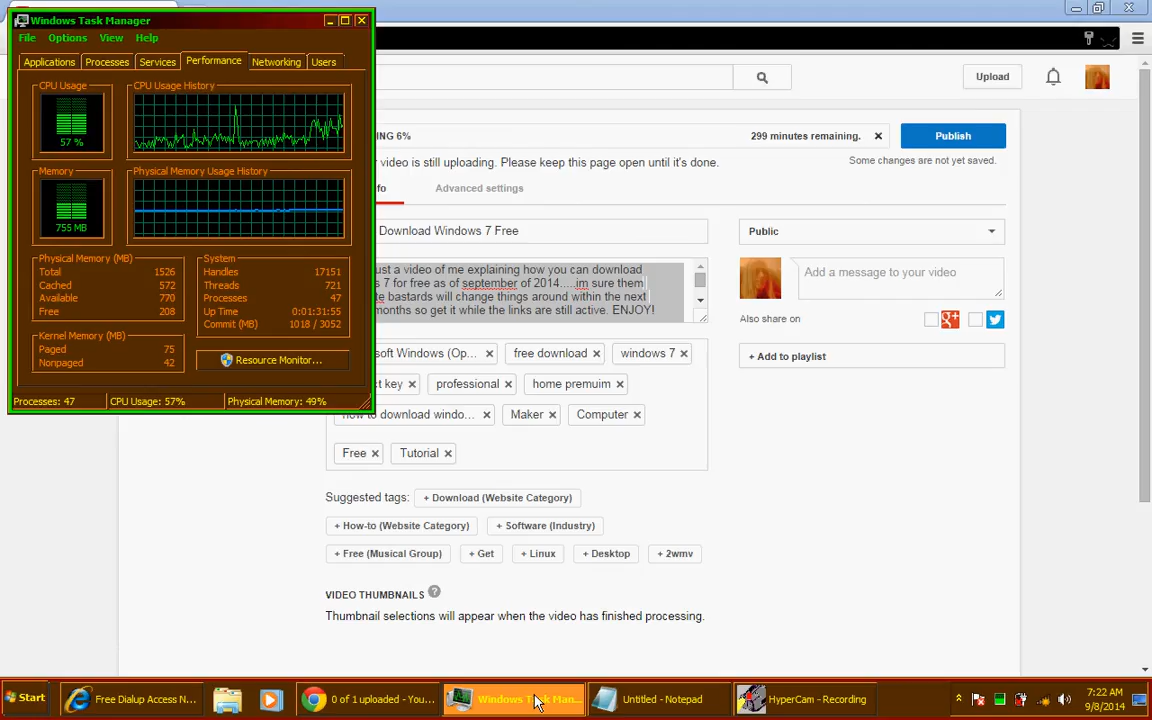 Windows Task Manager
File Options View Help
Applications Processes Services Performance Networking Users
CPU Usage
CPU Usage History
57 %
Memory
Physical Memory Usage History
755 MB
Physical Memory (MB)
Total 1526
Cached 572
Available 770
Free 208
Kernel Memory (MB)
Paged 75
Nonpaged 42
System
Handles 17151
Threads 721
Processes 47
Up Time 0:01:31:55
Commit (MB) 1018 / 3052
Resource Monitor...
Processes: 47 CPU Usage: 57% Physical Memory: 49%
Upload
ING 6%
299 minutes remaining.
Publish
video is still uploading. Please keep this page open until it's done.
Some changes are not yet saved.
fo
Advanced settings
Download Windows 7 Free
Public
ust a video of me explaining how you can download
s 7 for free as of september of 2014....im sure them
te bastards will change things around within the next
months so get it while the links are still active. ENJOY!
Add a message to your video
Also share on
+ Add to playlist
soft Windows (Op... free download windows 7
ct key professional home premuim
how to download windo... Maker Computer
Free Tutorial
Suggested tags: + Download (Website Category)
+ How-to (Website Category) + Software (Industry)
+ Free (Musical Group) + Get + Linux + Desktop + 2wmv
VIDEO THUMBNAILS ?
Thumbnail selections will appear when the video has finished processing.
Start
Free Dialup Access N...
0 of 1 uploaded - You...
Windows Task Man...
Untitled - Notepad
HyperCam - Recording
7:22 AM
9/8/2014